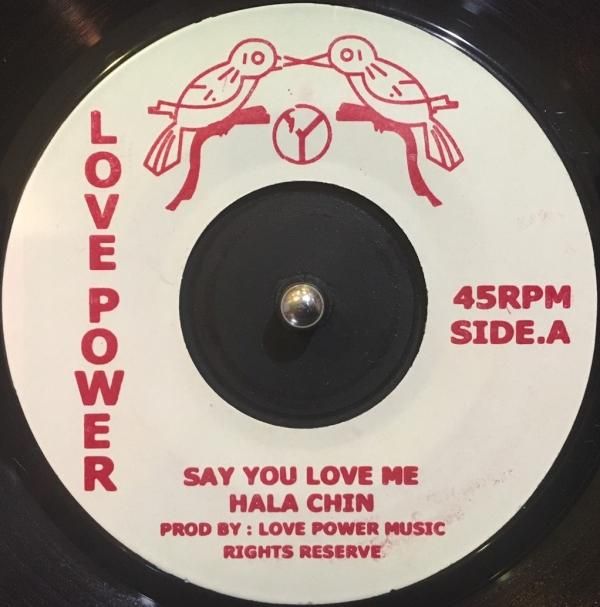 LOVE POWER
45RPM
SIDE.A
SAY YOU LOVE ME
HALA CHIN
PROD BY : LOVE POWER MUSIC
RIGHTS RESERVE